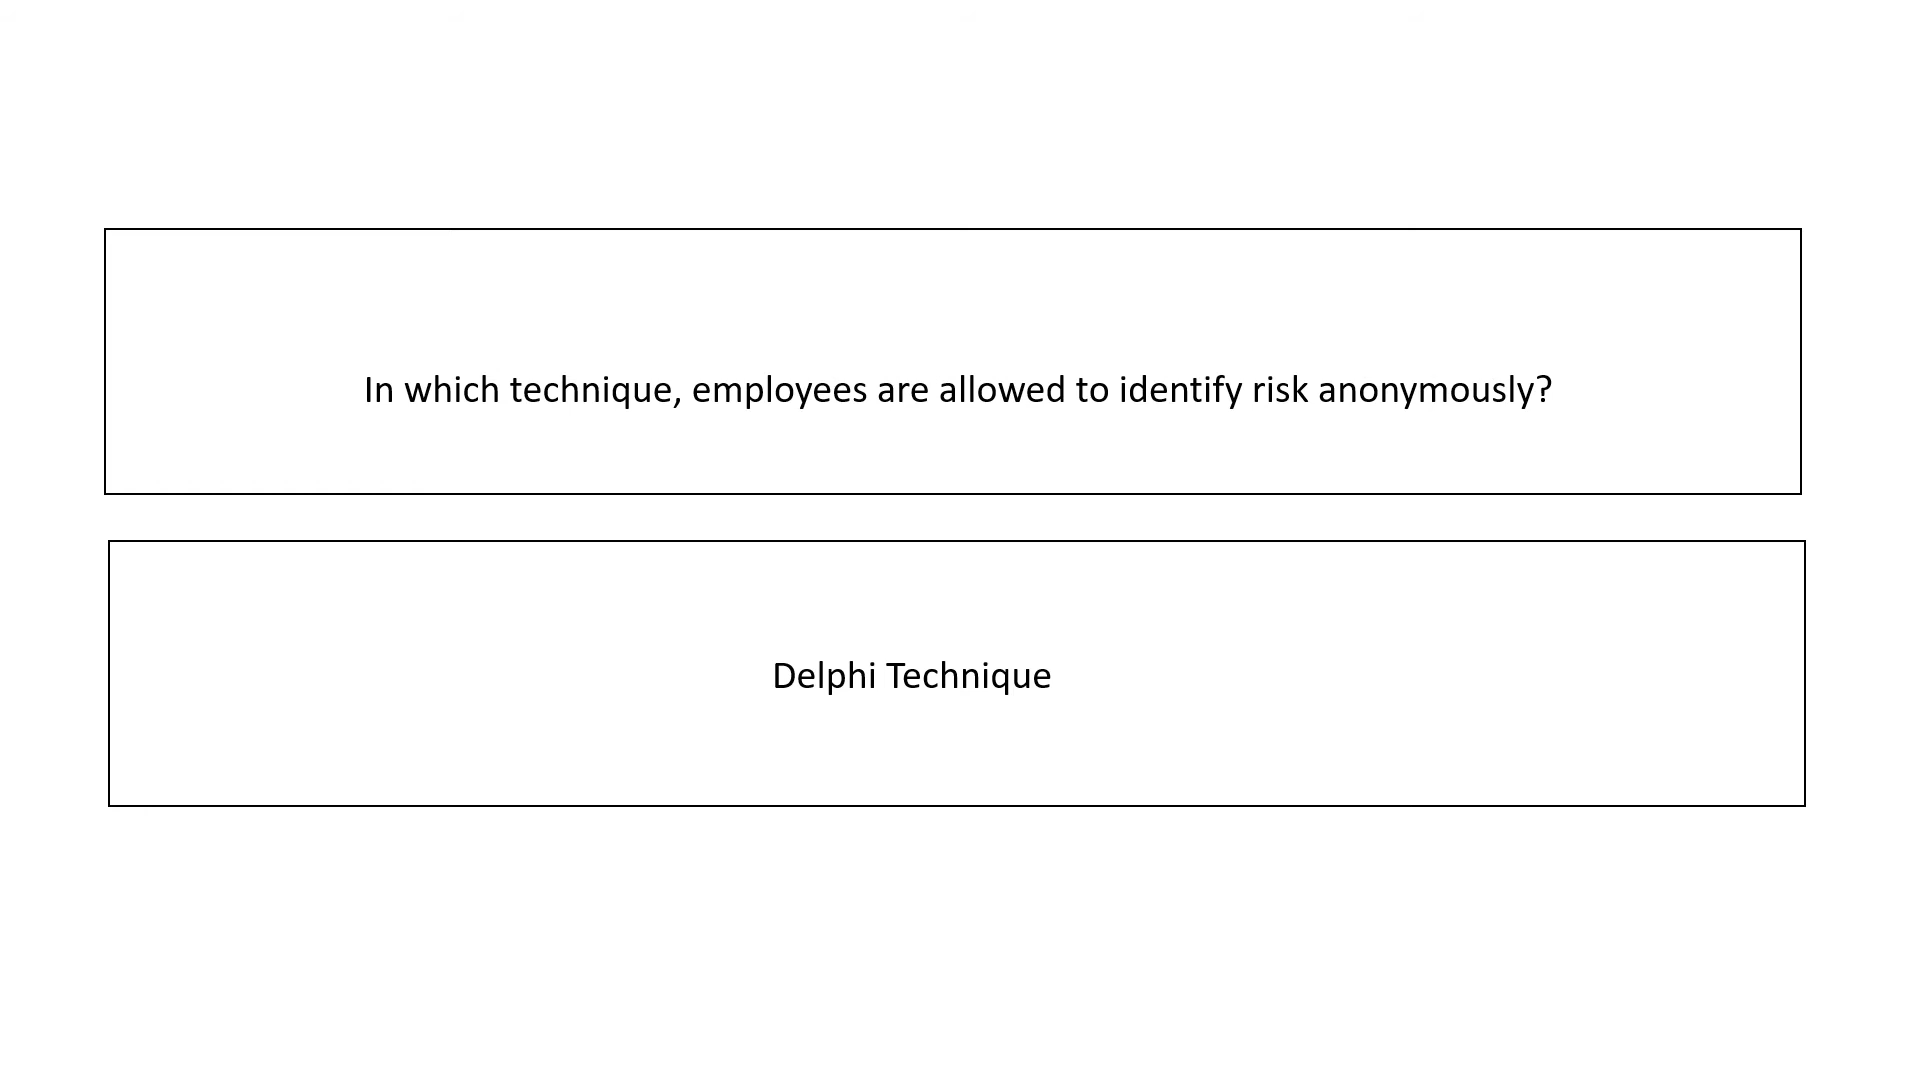 In which technique, employees are allowed to identify risk anonymously?
Delphi Technique